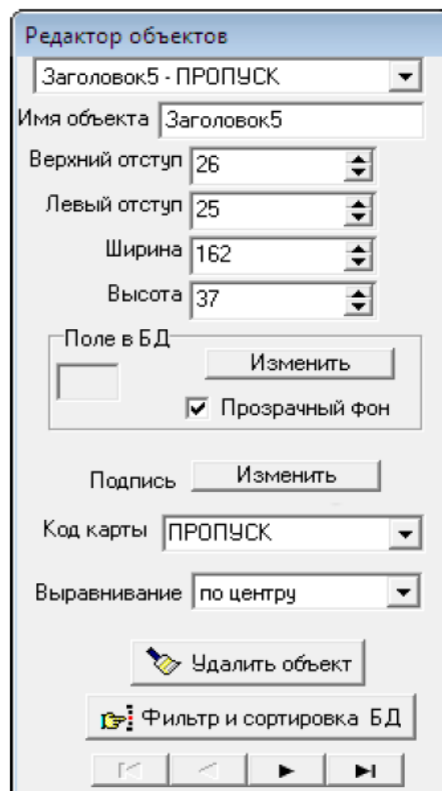 Редактор объектов
Заголовок5 - ПРОПУСК
Имя объекта Заголовок5
Верхний отступ 26
Левый отступ 25
Ширина 162
Высота 37
Поле в БД
Изменить
Прозрачный фон
Подпись Изменить
Код карты ПРОПУСК
Выравнивание по центру
Удалить объект
Фильтр и сортировка БД